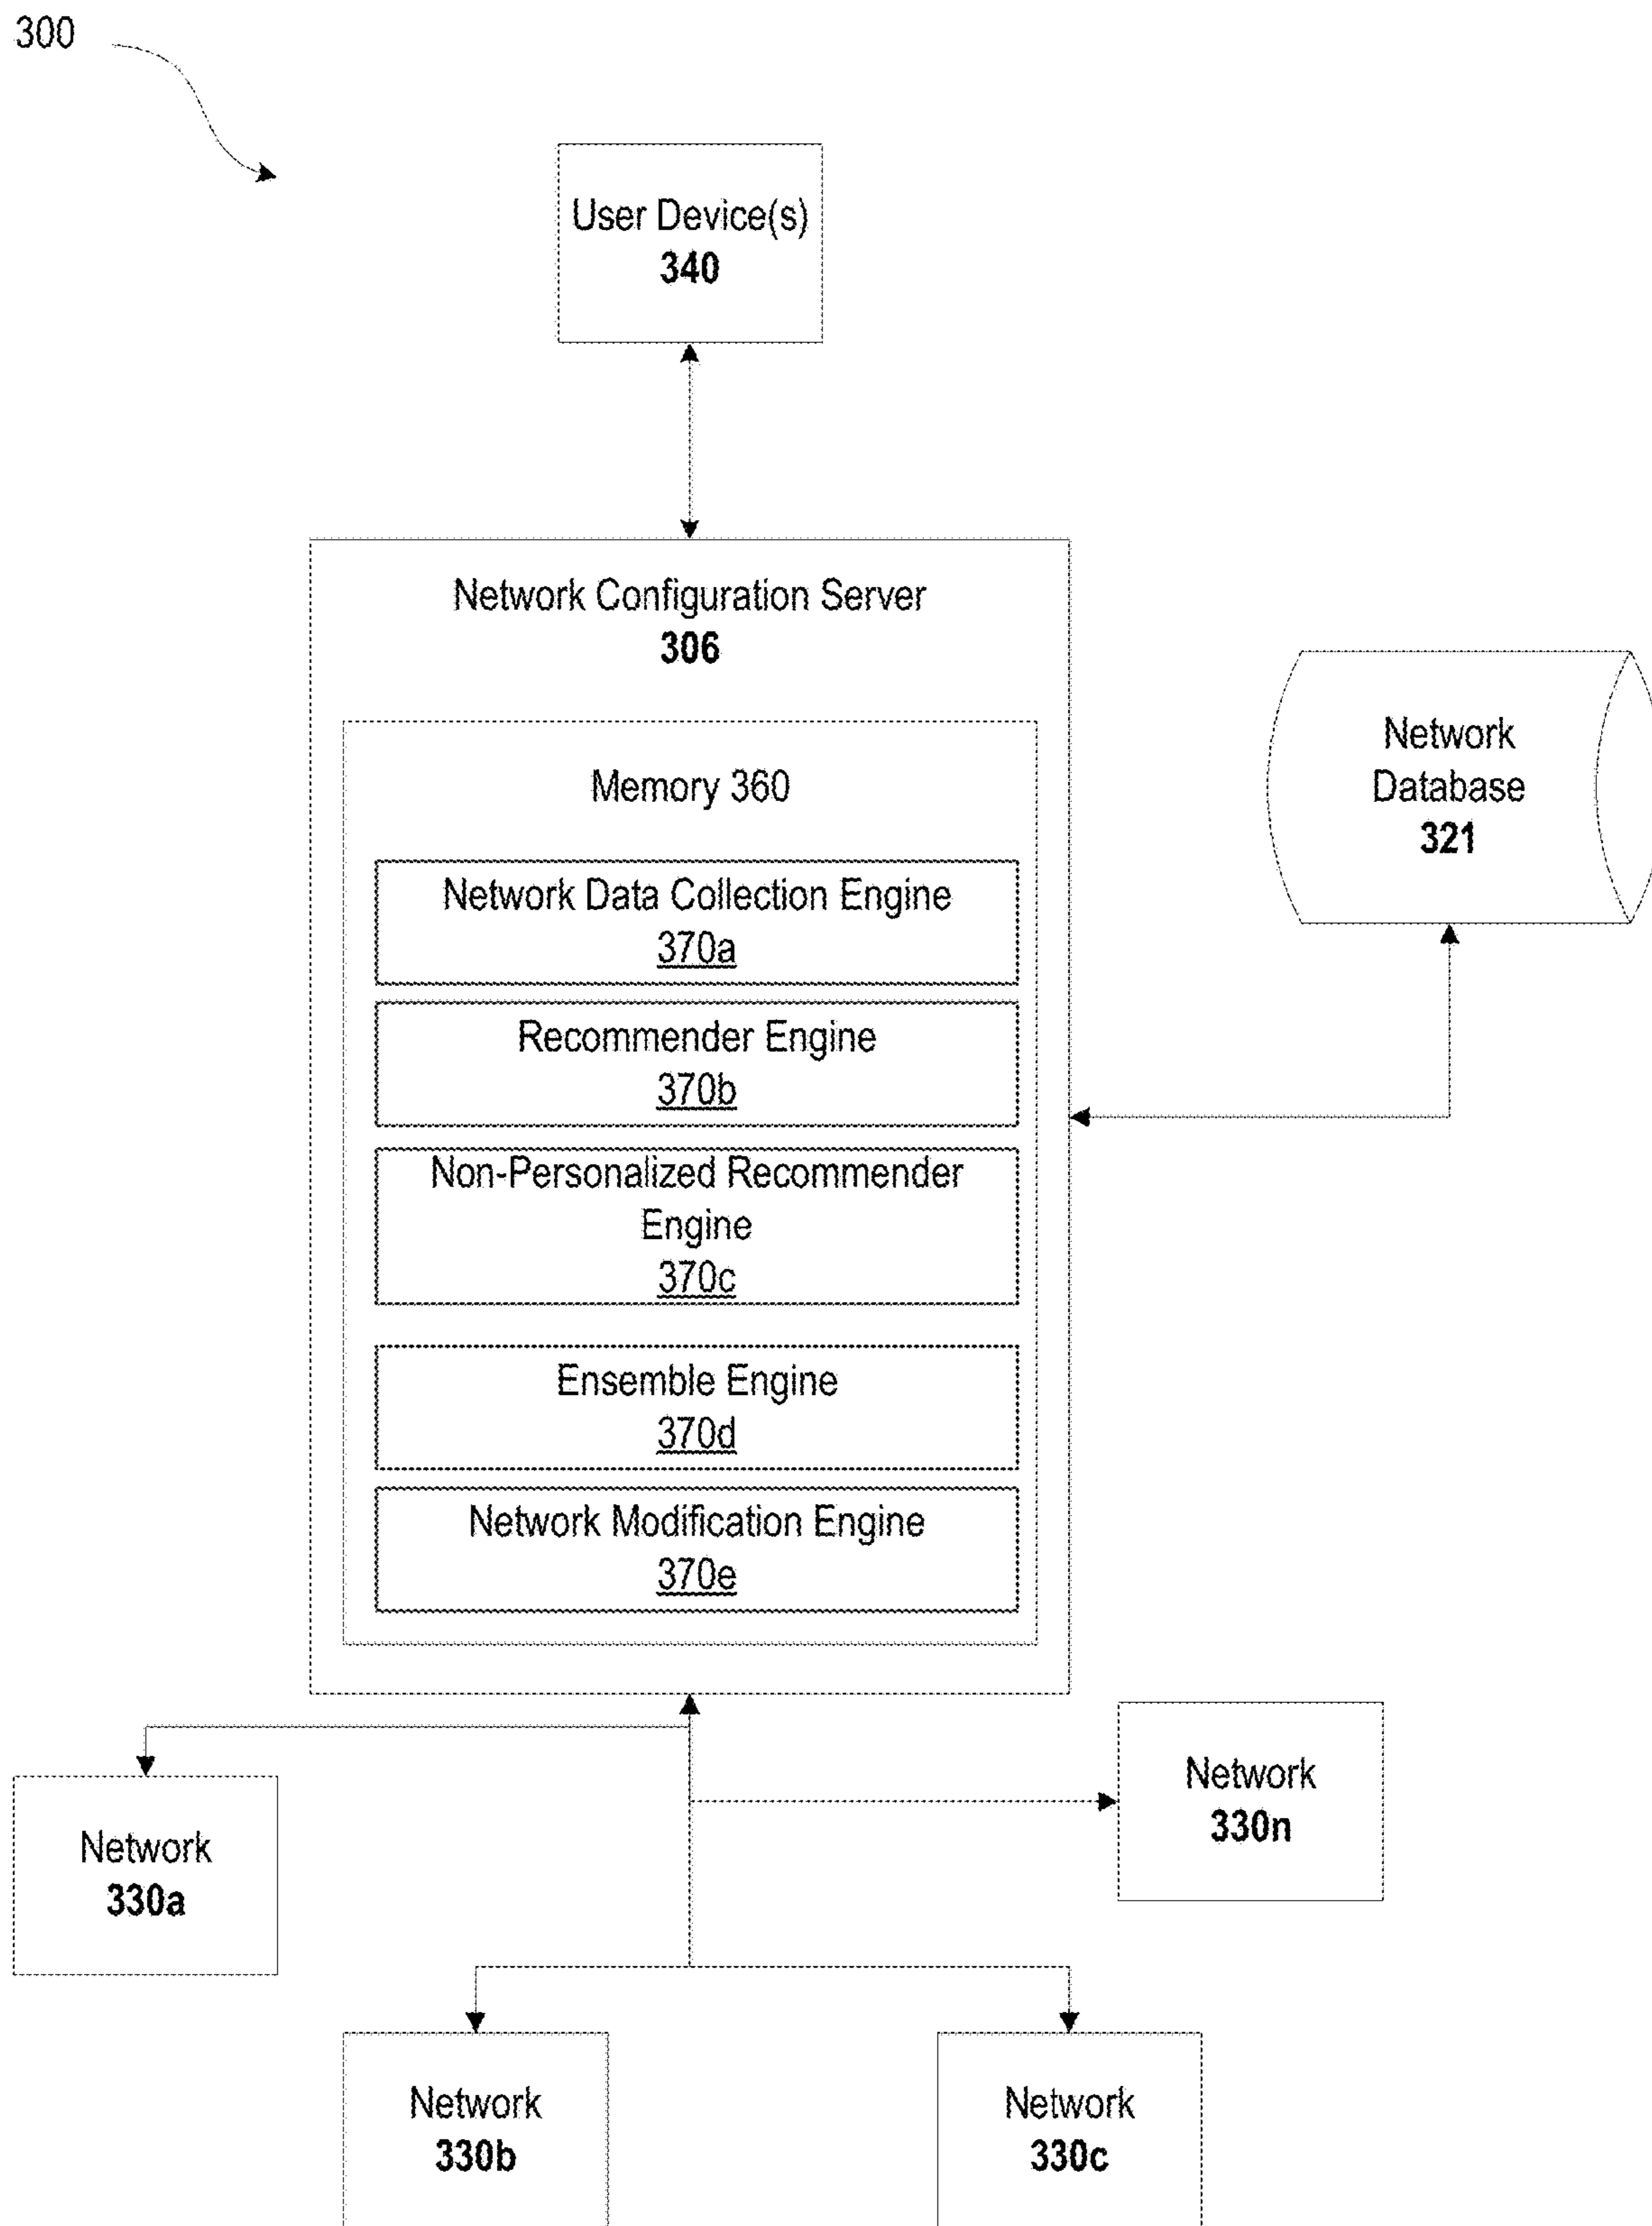 300
User Device(s)
340
Network Configuration Server
306
Memory 360
Network Data Collection Engine
370a
Recommender Engine
370b
Non-Personalized Recommender
Engine
370c
Ensemble Engine
370d
Network Modification Engine
370e
Network
Database
321
Network
330a
Network
330n
Network
330b
Network
330c